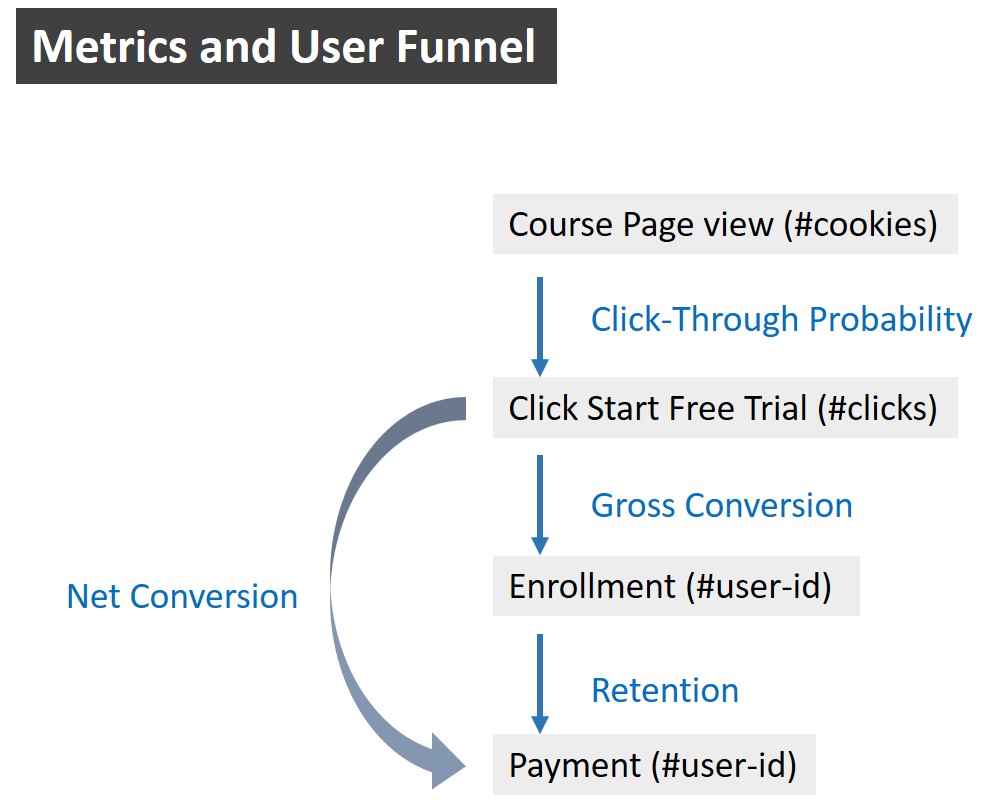 Metrics and User Funnel
Course Page view (#cookies)
Click-Through Probability
Click Start Free Trial (#clicks)
Gross Conversion
Enrollment (#user-id)
Net Conversion
Retention
Payment (#user-id)